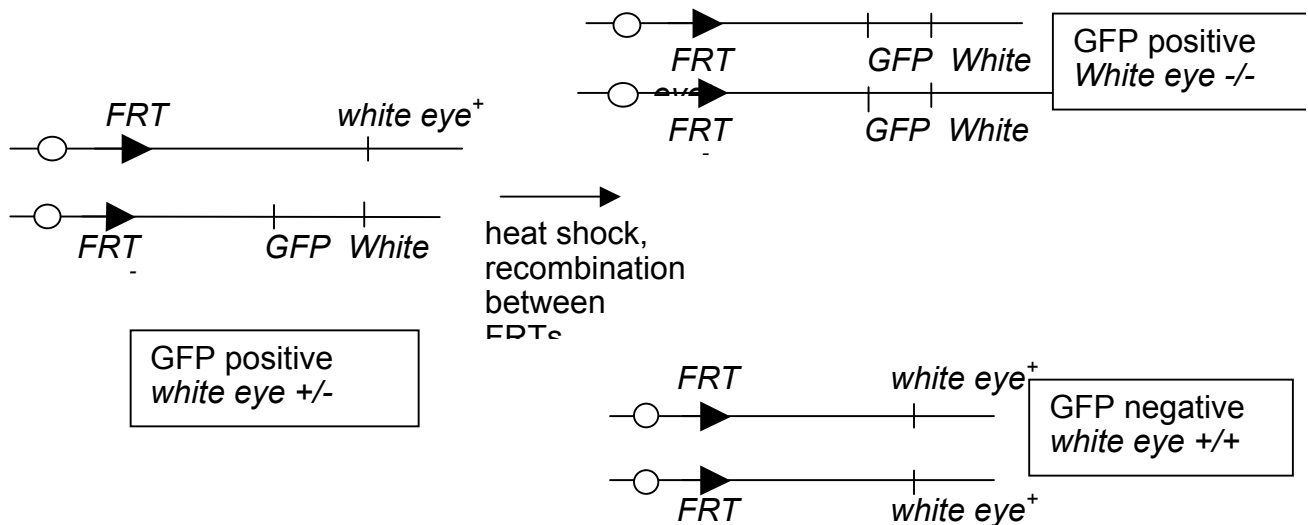 FRT white eye+
FRT GFP White
-
GFP positive
white eye +/-
heat shock,
recombination
between
FRTs
FRT GFP White
FRT GFP White
-
GFP positive
White eye -/-
FRT white eye+
FRT white eye+
GFP negative
white eye +/+